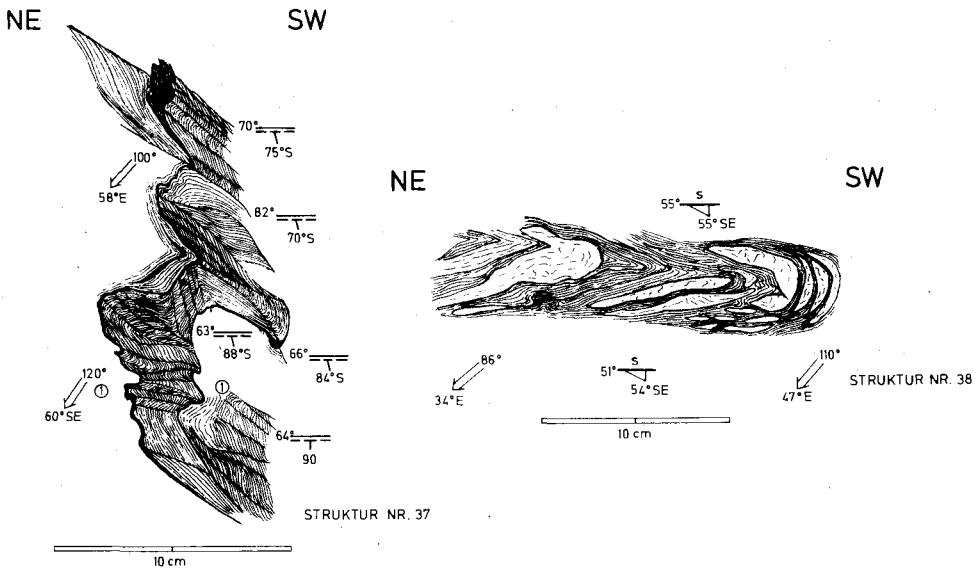 NE SW
70°
75°S
100°
58°E
82°
70°S
63°
88°S
66°
84°S
120°
1 1
60°SE
64°
90
STRUKTUR NR. 37
10 cm
NE SW
S
55°
55°SE
86°
34°E
S
51°
54°SE
110°
47°E
STRUKTUR NR. 38
10 cm